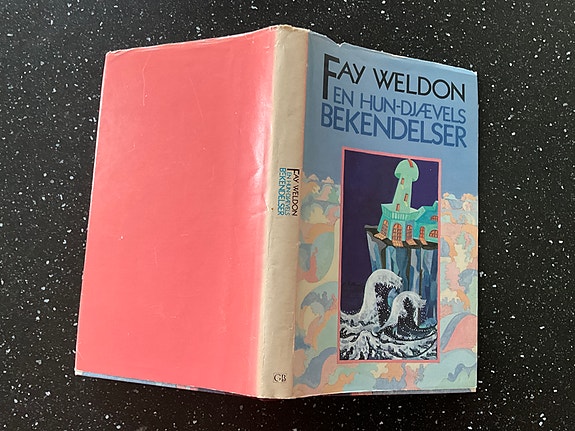 FAY WELDON
EN HUN-DJÆVELS
BEKENDELSER
FAY WELDON
EN HUN-DJÆVELS
BEKENDELSER
GB